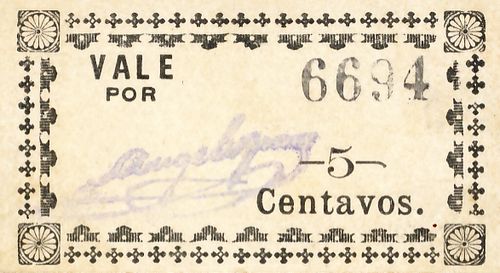 VALE 6694
POR
-5-
Centavos.